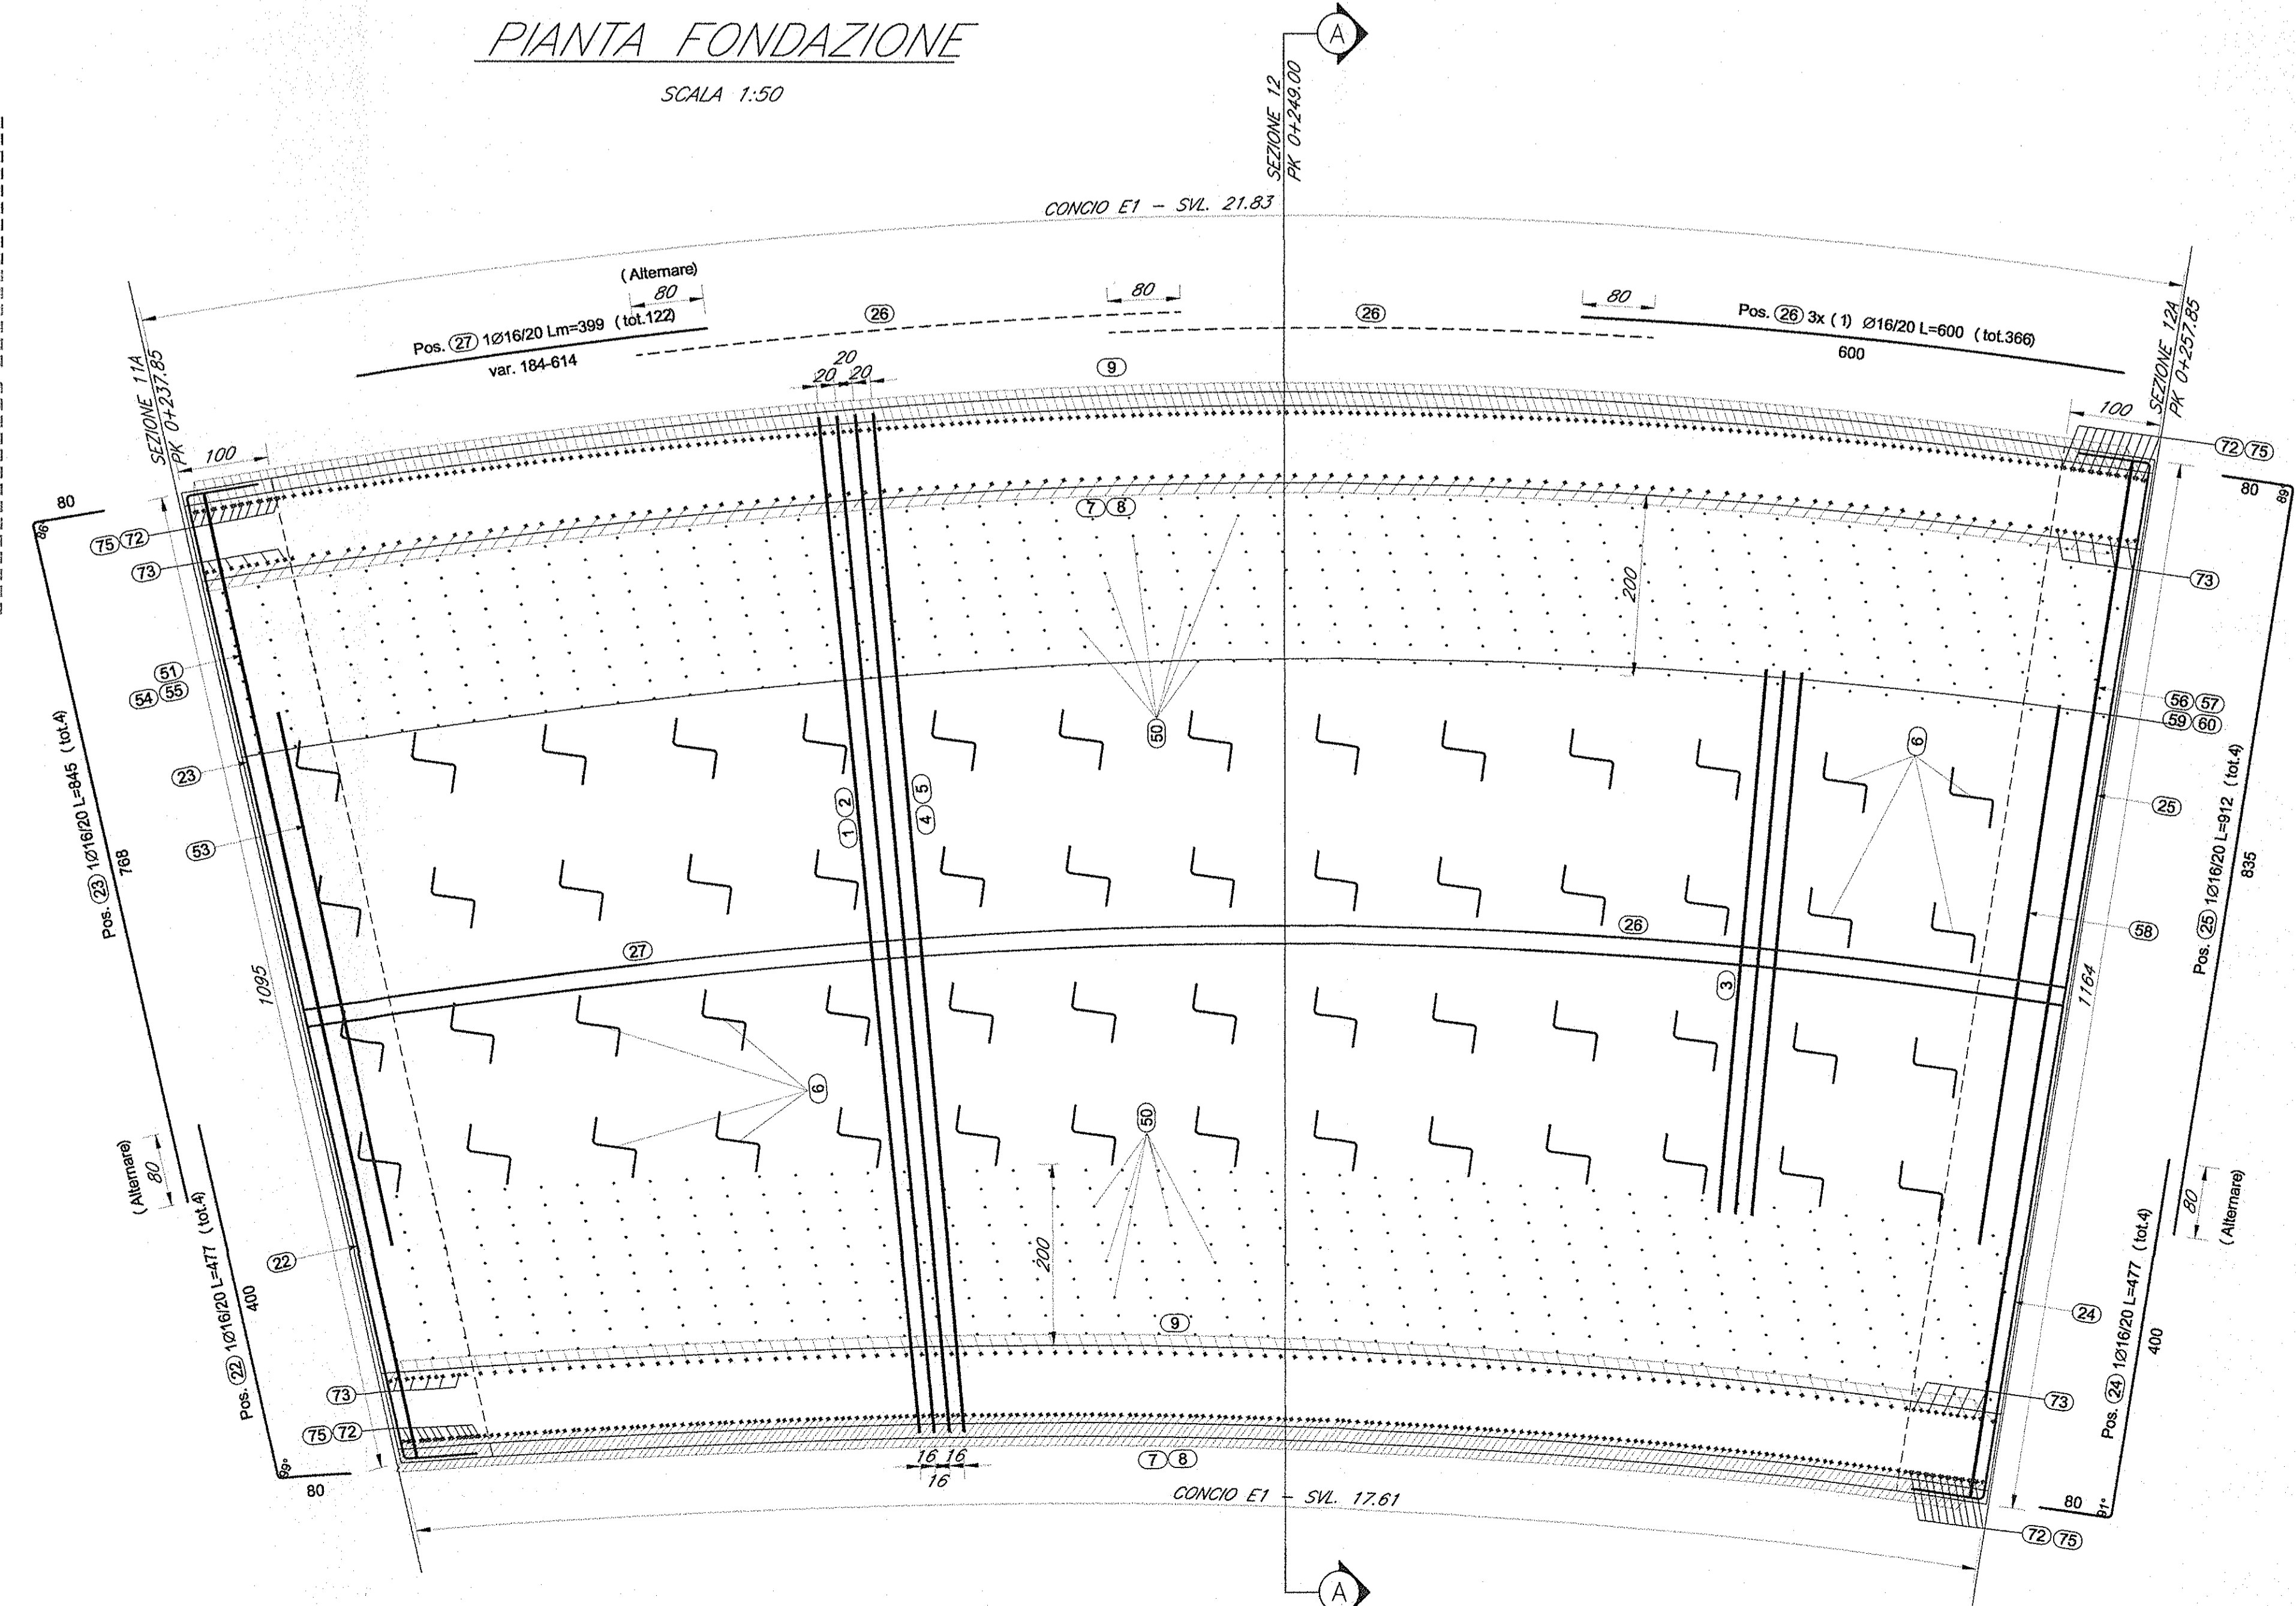 PIANTA FONDAZIONE
SCALA 1:50
A
SEZIONE 12
PK 0+249.00
CONCIO E1 - SVL. 21.83
(Alternare)
80
80
80
Pos. 27 1Ø16/20 Lm=399 (tot.122)
var. 184-614
26
26
Pos. 26 3x (1) Ø16/20 L=600 (tot.366)
600
SEZIONE 11A
PK 0+237.85
SEZIONE 12A
PK 0+257.85
20
20 20
9
100
100
72 75
80
89
80
86°
75 72
73
7 8
73
200
51
54 55
50
56 57
59 60
23
6
25
1 2
4 5
53
Pos. 23 1Ø16/20 L=845 (tot.4)
768
Pos. 25 1Ø16/20 L=912 (tot.4)
835
27
26
58
1095
3
1164
6
50
(Alternare)
80
80
(Alternare)
22
200
24
Pos. 22 1Ø16/20 L=477 (tot.4)
400
Pos. 24 1Ø16/20 L=477 (tot.4)
400
9
73
73
75 72
99°
80
16 16
16
7 8
80
91°
CONCIO E1 - SVL. 17.61
72 75
A